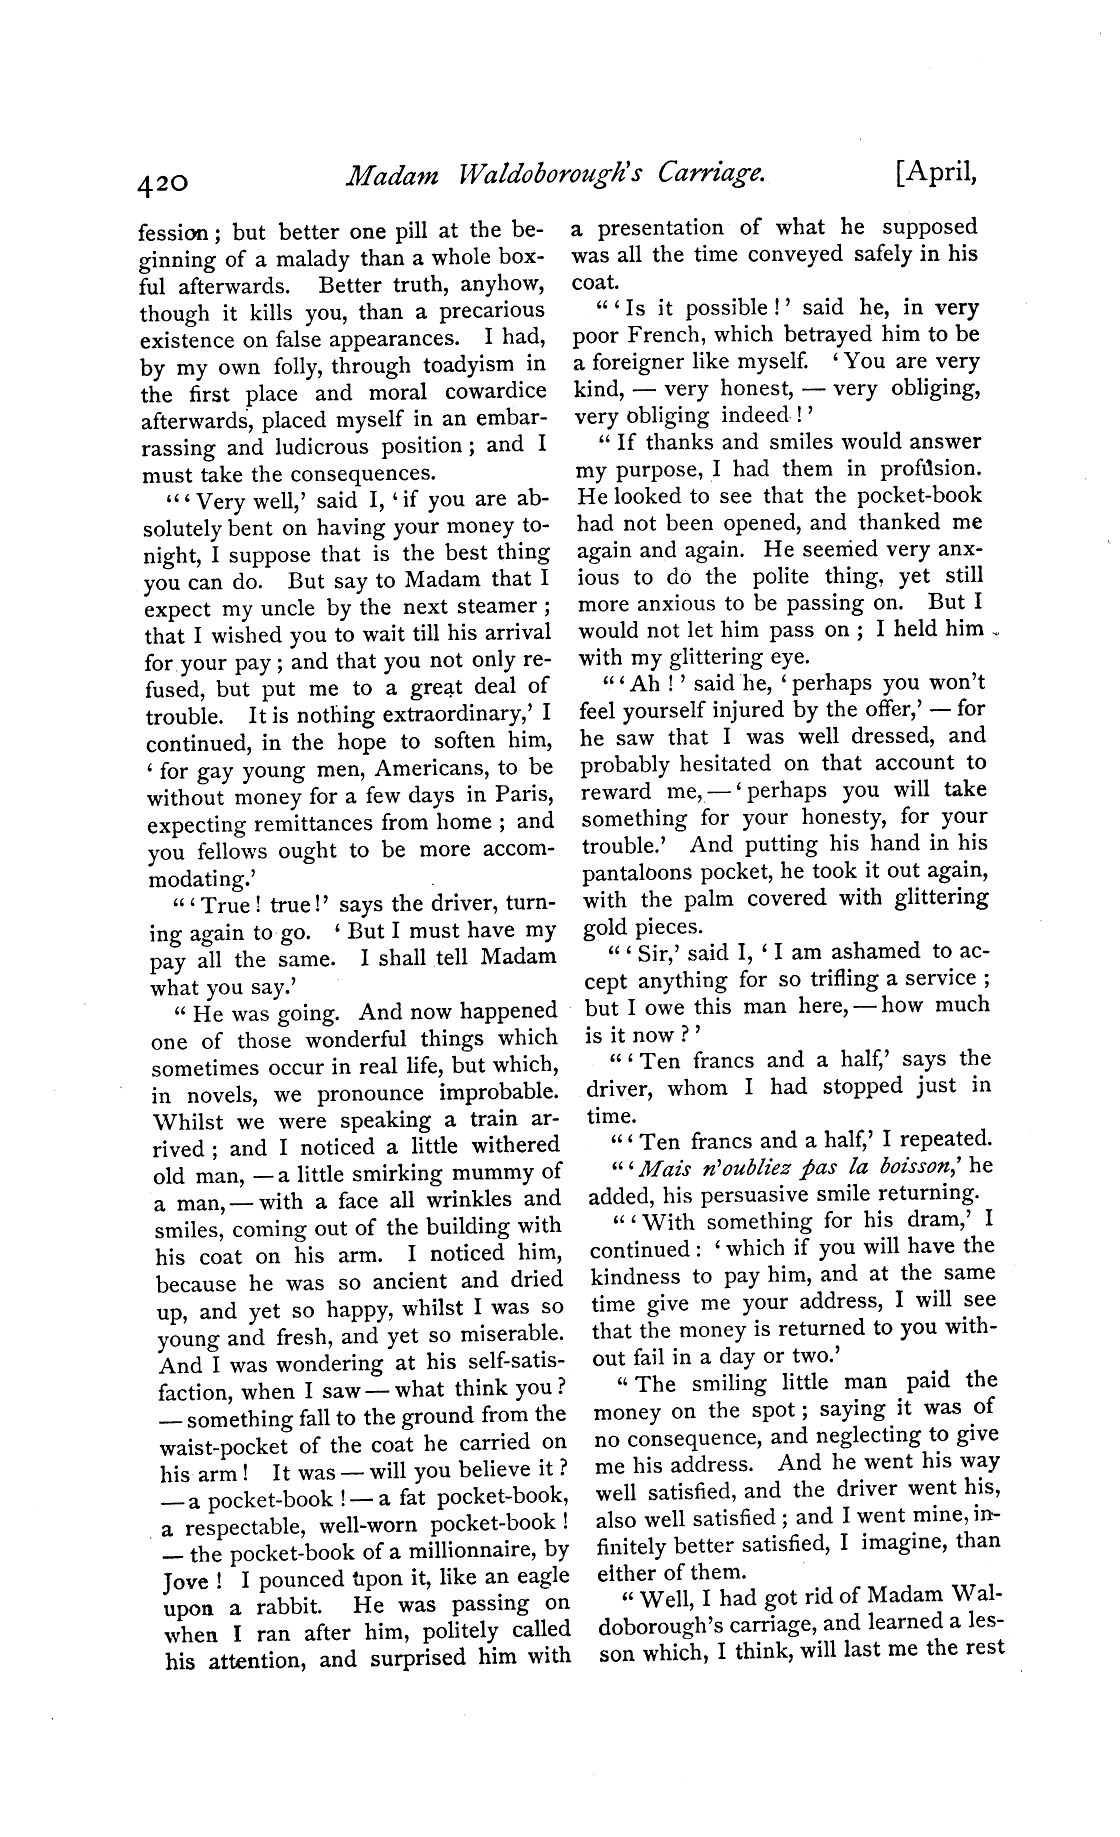 420 Madam Waldoborough's Carriage. [April,
fession; but better one pill at the be-
ginning of a malady than a whole box-
ful afterwards. Better truth, anyhow,
though it kills you, than a precarious
existence on false appearances. I had,
by my own folly, through toadyism in
the first place and moral cowardice
afterwards, placed myself in an embar-
rassing and ludicrous position; and I
must take the consequences.
"'Very well,' said I, 'if you are ab-
solutely bent on having your money to-
night, I suppose that is the best thing
you can do. But say to Madam that I
expect my uncle by the next steamer;
that I wished you to wait till his arrival
for your pay; and that you not only re-
fused, but put me to a great deal of
trouble. It is nothing extraordinary,' I
continued, in the hope to soften him,
'for gay young men, Americans, to be
without money for a few days in Paris,
expecting remittances from home; and
you fellows ought to be more accom-
modating.'
"'True! true!' says the driver, turn-
ing again to go. 'But I must have my
pay all the same. I shall tell Madam
what you say.'
"He was going. And now happened
one of those wonderful things which
sometimes occur in real life, but which,
in novels, we pronounce improbable.
Whilst we were speaking a train ar-
rived; and I noticed a little withered
old man, — a little smirking mummy of
a man, — with a face all wrinkles and
smiles, coming out of the building with
his coat on his arm. I noticed him,
because he was so ancient and dried
up, and yet so happy, whilst I was so
young and fresh, and yet so miserable.
And I was wondering at his self-satis-
faction, when I saw — what think you?
— something fall to the ground from the
waist-pocket of the coat he carried on
his arm! It was — will you believe it?
— a pocket-book! — a fat pocket-book,
a respectable, well-worn pocket-book!
— the pocket-book of a millionnaire, by
Jove! I pounced upon it, like an eagle
upon a rabbit. He was passing on
when I ran after him, politely called
his attention, and surprised him with
a presentation of what he supposed
was all the time conveyed safely in his
coat.
"'Is it possible!' said he, in very
poor French, which betrayed him to be
a foreigner like myself. 'You are very
kind, — very honest, — very obliging,
very obliging indeed!'
"If thanks and smiles would answer
my purpose, I had them in profusion.
He looked to see that the pocket-book
had not been opened, and thanked me
again and again. He seemed very anx-
ious to do the polite thing, yet still
more anxious to be passing on. But I
would not let him pass on; I held him
with my glittering eye.
"'Ah!' said he, 'perhaps you won't
feel yourself injured by the offer,' — for
he saw that I was well dressed, and
probably hesitated on that account to
reward me, — 'perhaps you will take
something for your honesty, for your
trouble.' And putting his hand in his
pantaloons pocket, he took it out again,
with the palm covered with glittering
gold pieces.
"'Sir,' said I, 'I am ashamed to ac-
cept anything for so trifling a service;
but I owe this man here, — how much
is it now?'
"'Ten francs and a half,' says the
driver, whom I had stopped just in
time.
"'Ten francs and a half,' I repeated.
"'Mais n'oubliez pas la boisson,' he
added, his persuasive smile returning.
"'With something for his dram,' I
continued: 'which if you will have the
kindness to pay him, and at the same
time give me your address, I will see
that the money is returned to you with-
out fail in a day or two.'
"The smiling little man paid the
money on the spot; saying it was of
no consequence, and neglecting to give
me his address. And he went his way
well satisfied, and the driver went his,
also well satisfied; and I went mine, in-
finitely better satisfied, I imagine, than
either of them.
"Well, I had got rid of Madam Wal-
doborough's carriage, and learned a les-
son which, I think, will last me the rest